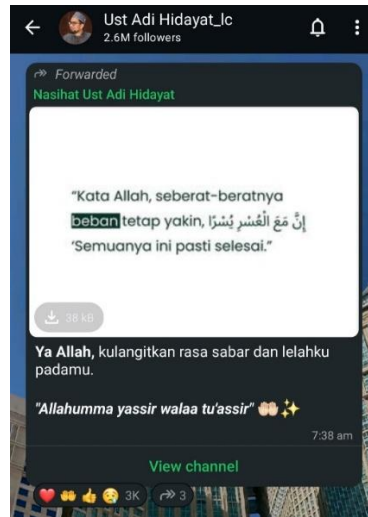 Ust Adi Hidayat_lc
2.6M followers
Forwarded
Nasihat Ust Adi Hidayat
"Kata Allah, seberat-beratnya
beban tetap yakin, إِنَّ مَعَ الْعُسْرِ يُسْرًا
‘Semuanya ini pasti selesai."
38 kB
Ya Allah, kulangitkan rasa sabar dan lelahku
padamu.
"Allahumma yassir walaa tu'assir" 🤲🏻✨
7:38 am
View channel
❤️🤲👍😢 3K 3